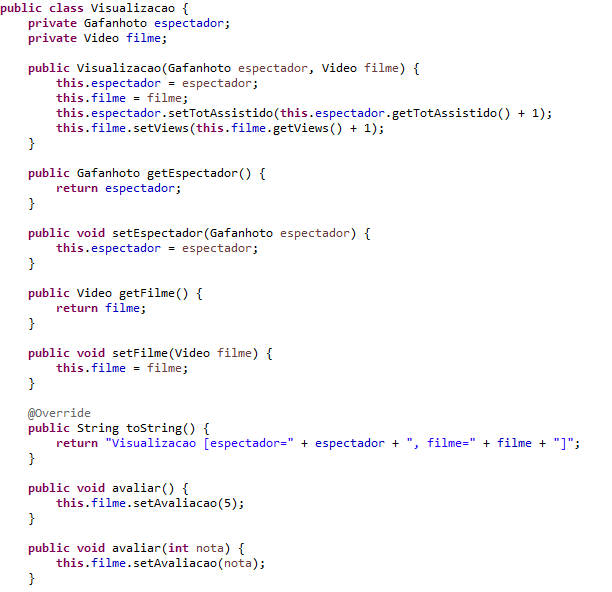 public class Visualizacao {
    private Gafanhoto espectador;
    private Video filme;

    public Visualizacao(Gafanhoto espectador, Video filme) {
        this.espectador = espectador;
        this.filme = filme;
        this.espectador.setTotAssistido(this.espectador.getTotAssistido() + 1);
        this.filme.setViews(this.filme.getViews() + 1);
    }

    public Gafanhoto getEspectador() {
        return espectador;
    }

    public void setEspectador(Gafanhoto espectador) {
        this.espectador = espectador;
    }

    public Video getFilme() {
        return filme;
    }

    public void setFilme(Video filme) {
        this.filme = filme;
    }

    @Override
    public String toString() {
        return "Visualizacao [espectador=" + espectador + ", filme=" + filme + "]";
    }

    public void avaliar() {
        this.filme.setAvaliacao(5);
    }

    public void avaliar(int nota) {
        this.filme.setAvaliacao(nota);
    }